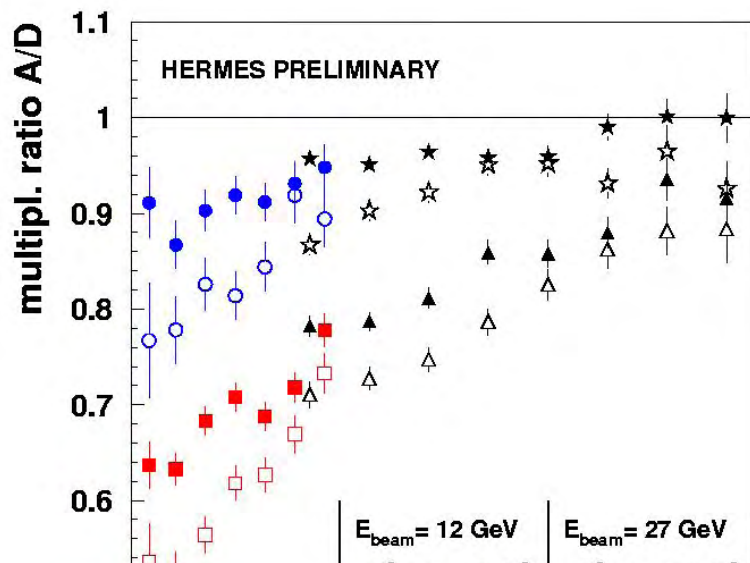 multipl. ratio A/D
1.1
HERMES PRELIMINARY
1
0.9
0.8
0.7
0.6
E_beam= 12 GeV
E_beam= 27 GeV